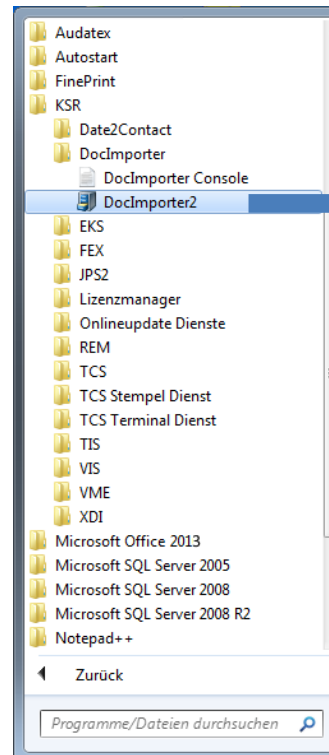 Audatex
Autostart
FinePrint
KSR
Date2Contact
DocImporter
DocImporter Console
DocImporter2
EKS
FEX
JPS2
Lizenzmanager
Onlineupdate Dienste
REM
TCS
TCS Stempel Dienst
TCS Terminal Dienst
TIS
VIS
VME
XDI
Microsoft Office 2013
Microsoft SQL Server 2005
Microsoft SQL Server 2008
Microsoft SQL Server 2008 R2
Notepad++
Zurück
Programme/Dateien durchsuchen